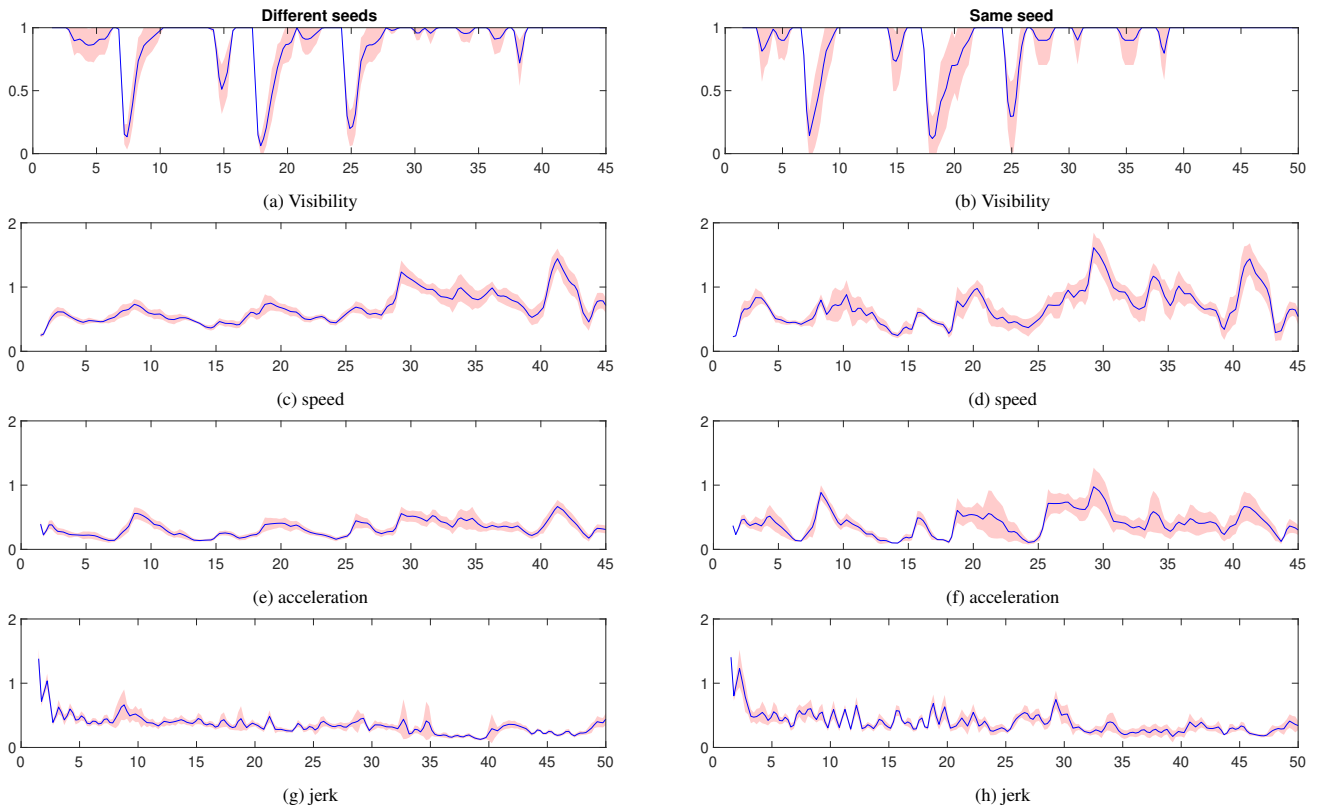 Different seeds
Same seed
1
0.5
0
0 5 10 15 20 25 30 35 40 45
(a) Visibility
1
0.5
1
0 5 10 15 20 25 30 35 40 45 50
(b) Visibility
2
1
0
0 5 10 15 20 25 30 35 40 45
(c) speed
2
1
0
0 5 10 15 20 25 30 35 40 45
(d) speed
2
1
0
0 5 10 15 20 25 30 35 40 45
(e) acceleration
2
1
0
0 5 10 15 20 25 30 35 40 45
(f) acceleration
2
1
0
0 5 10 15 20 25 30 35 40 45 50
(g) jerk
2
1
0
5 10 15 20 25 30 35 40 45 50
(h) jerk